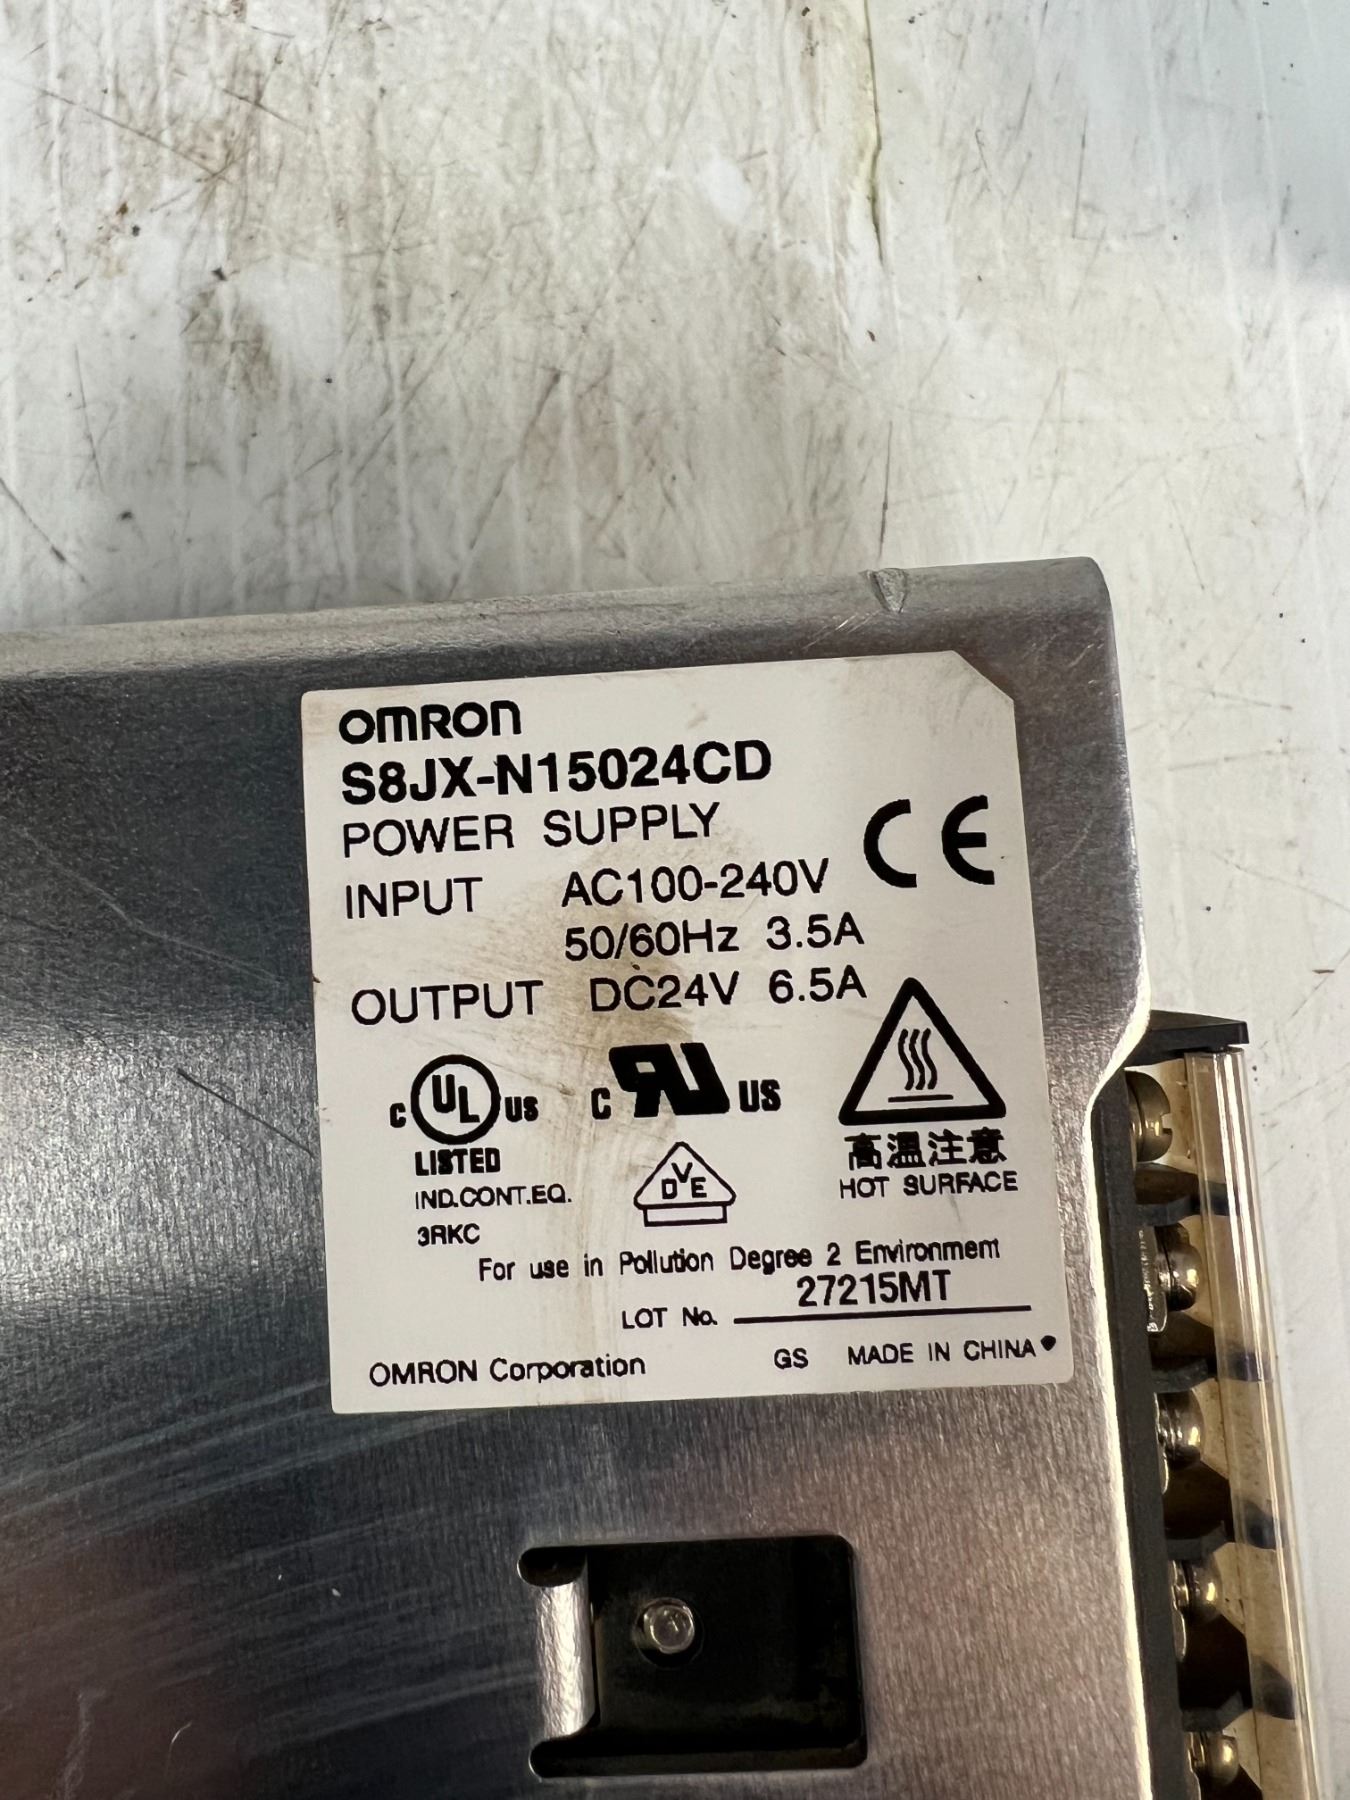 OMRON
S8JX-N15024CD
POWER SUPPLY
CE
INPUT AC100-240V
50/60Hz 3.5A
OUTPUT DC24V 6.5A
C UL US
C RU US
LISTED
IND.CONT.EQ.
3RKC
DVE
高温注意
HOT SURFACE
For use in Pollution Degree 2 Environment
LOT No. 27215MT
OMRON Corporation GS MADE IN CHINA